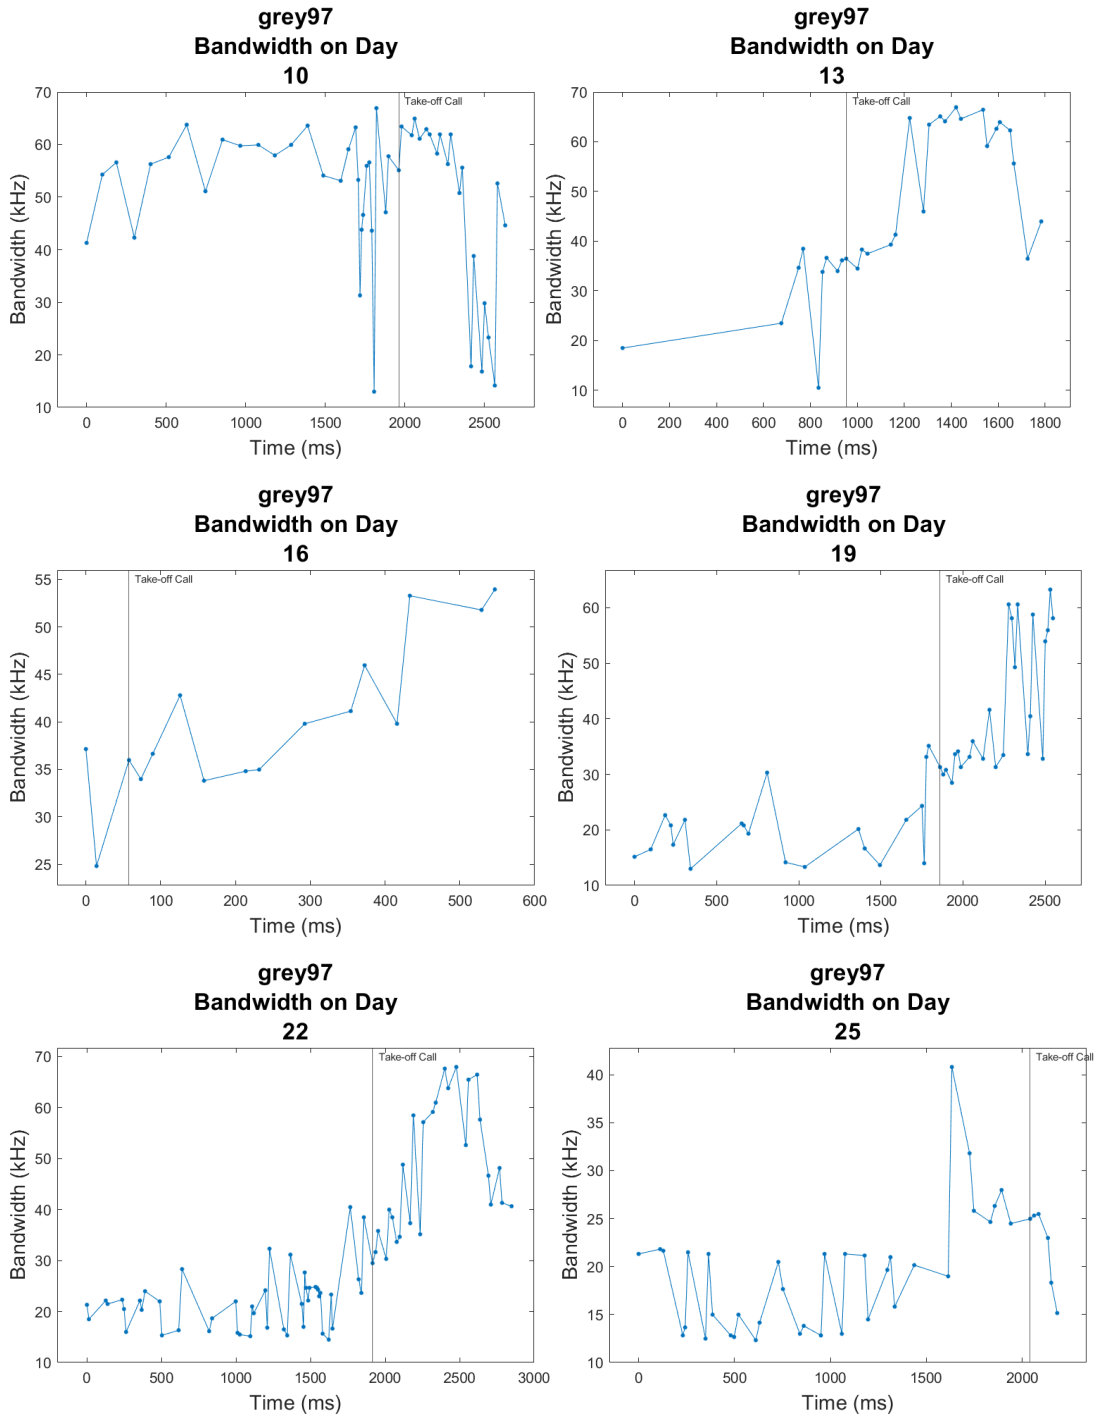 grey97
Bandwidth on Day
10
Take-off Call
70
60
50
40
30
20
10
Bandwidth (kHz)
0
500
1000
1500
2000
2500
Time (ms)
grey97
Bandwidth on Day
13
Take-off Call
70
60
50
40
30
20
10
Bandwidth (kHz)
0
200
400
600
800
1000
1200
1400
1600
1800
Time (ms)
grey97
Bandwidth on Day
16
Take-off Call
55
50
45
40
35
30
25
Bandwidth (kHz)
0
100
200
300
400
500
600
Time (ms)
grey97
Bandwidth on Day
19
Take-off Call
60
50
40
30
20
10
Bandwidth (kHz)
0
500
1000
1500
2000
2500
Time (ms)
grey97
Bandwidth on Day
22
Take-off Call
70
60
50
40
30
20
10
Bandwidth (kHz)
0
500
1000
1500
2000
2500
3000
Time (ms)
grey97
Bandwidth on Day
25
Take-off Call
40
35
30
25
20
15
10
Bandwidth (kHz)
0
500
1000
1500
2000
Time (ms)